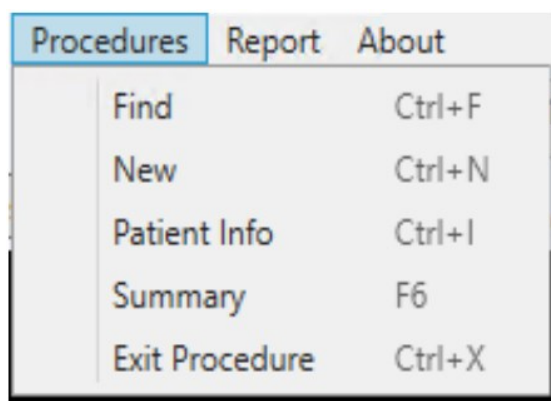 Procedures Report About
Find Ctrl+F
New Ctrl+N
Patient Info Ctrl+I
Summary F6
Exit Procedure Ctrl+X